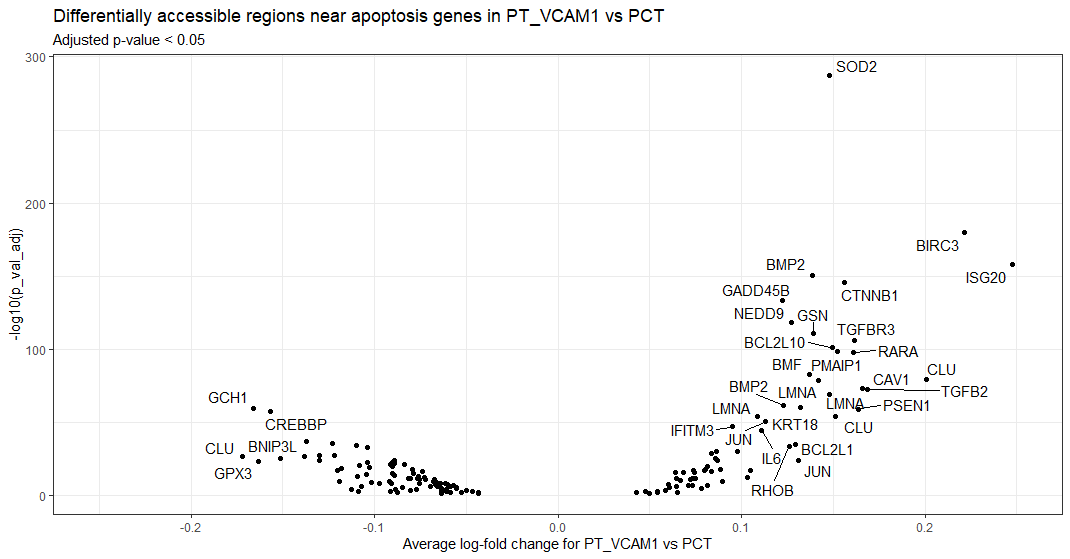 Differentially accessible regions near apoptosis genes in PT_VCAM1 vs PCT
Adjusted p-value < 0.05
300
SOD2
200
BIRC3
BMP2
ISG20
GADD45B
CTNNB1
NEDD9
GSN
TGFBR3
BCL2L10
RARA
100
BMF
PMAIP1
CLU
CAV1
BMP2
LMNA
TGFB2
GCH1
LMNA
LMNA
PSEN1
CREBBP
KRT18
CLU
IFITM3
JUN
CLU
BNIP3L
BCL2L1
IL6
GPX3
JUN
RHOB
0
-log10(p_val_adj)
-0.2
-0.1
0.0
0.1
0.2
Average log-fold change for PT_VCAM1 vs PCT